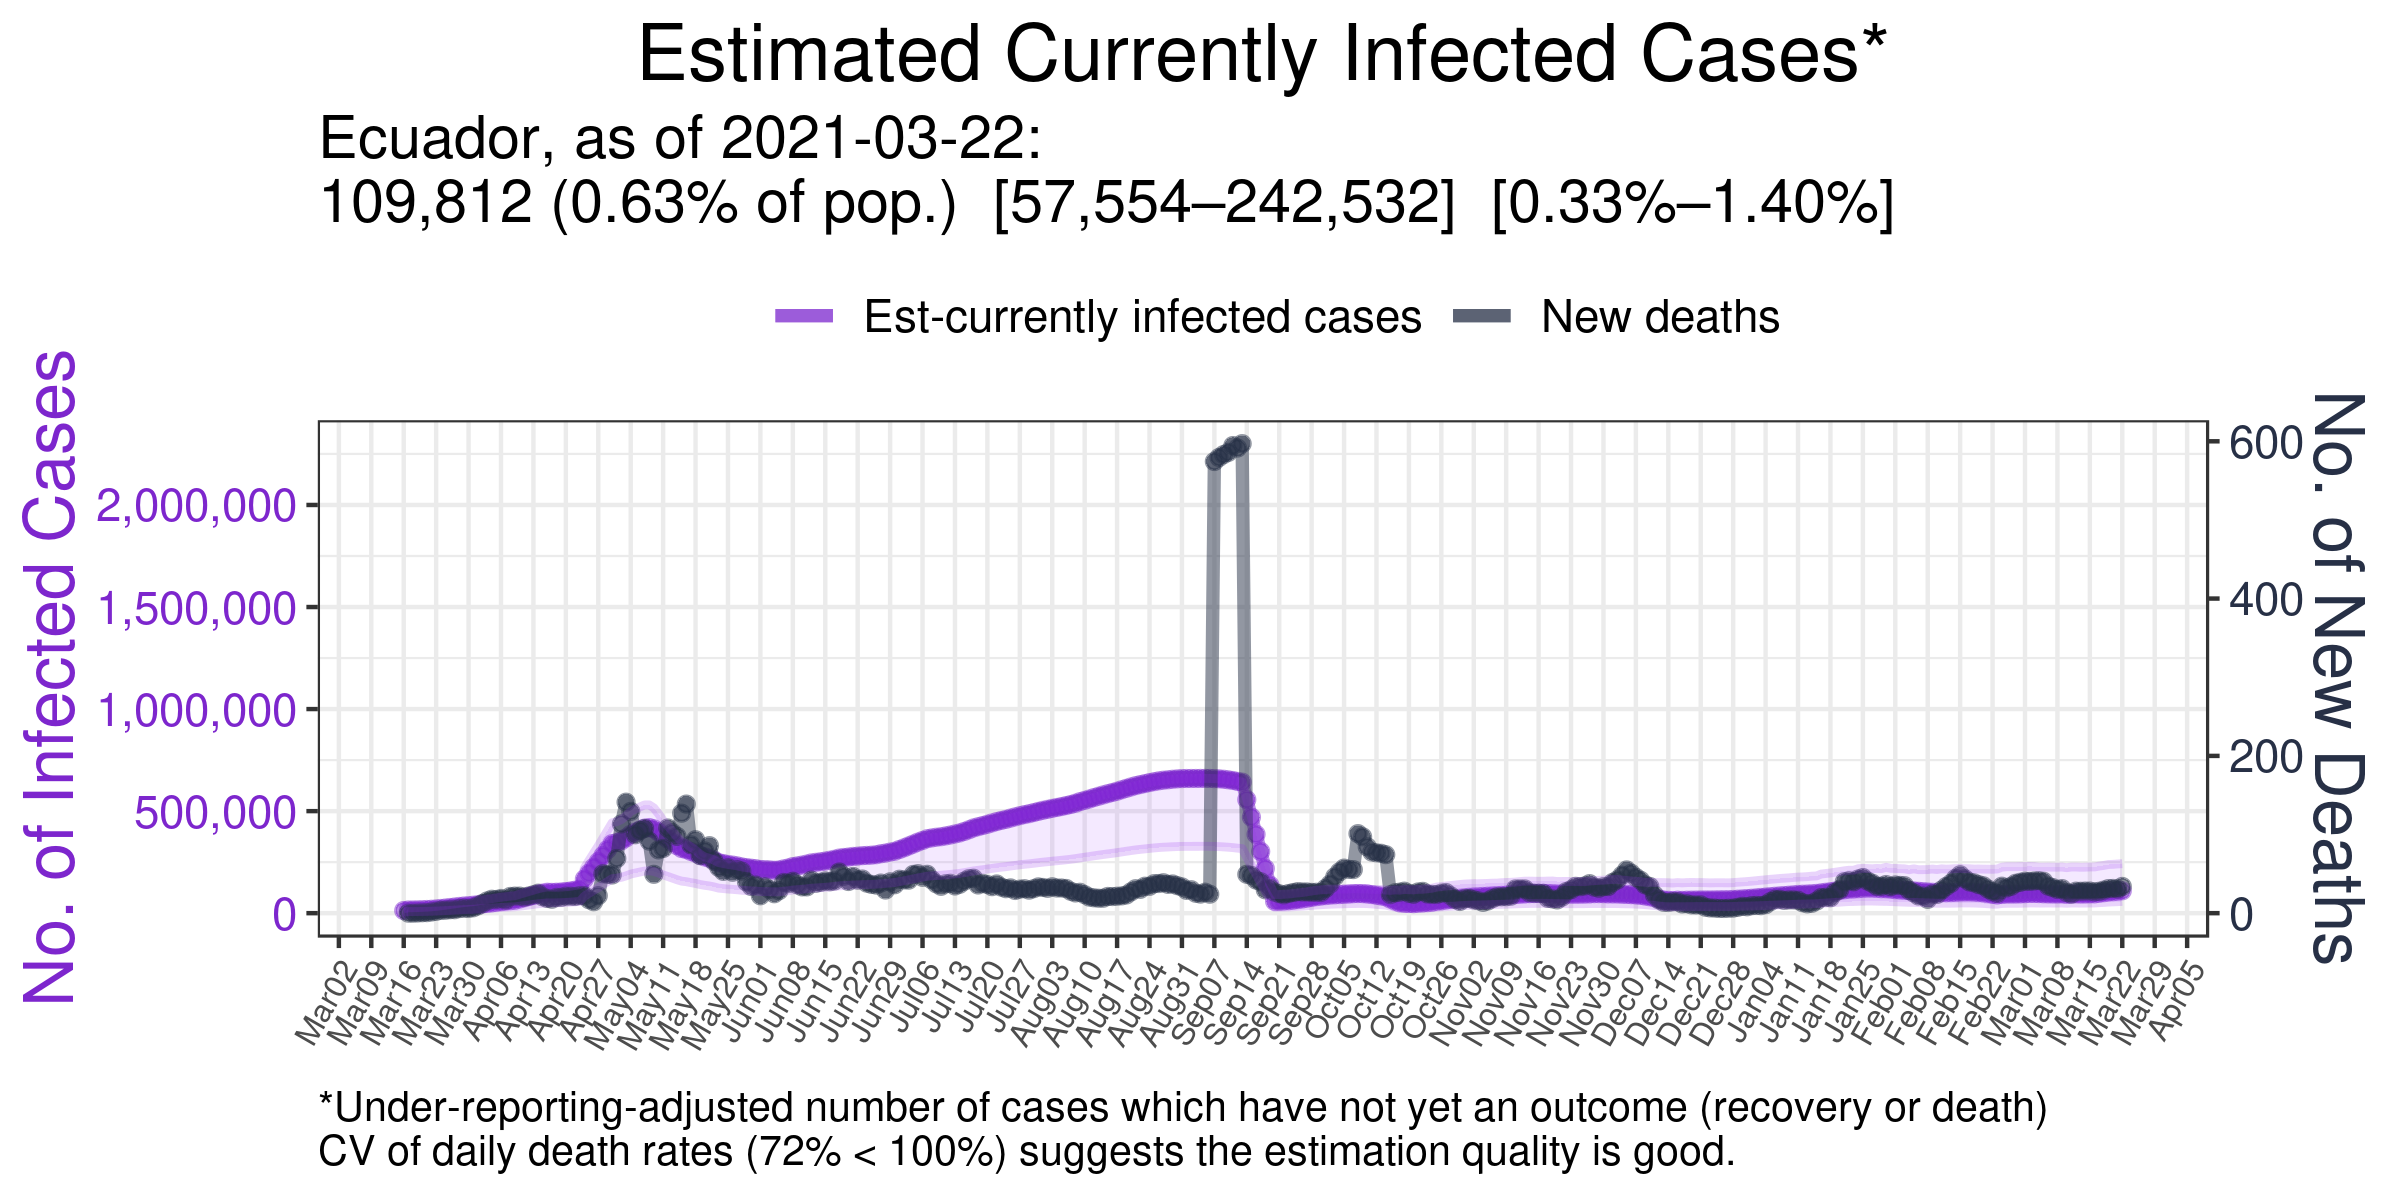 Estimated Currently Infected Cases*
Ecuador, as of 2021-03-22:
109,812 (0.63% of pop.) [57,554–242,532] [0.33%–1.40%]
Est-currently infected cases New deaths
No. of Infected Cases
2,000,000
1,500,000
1,000,000
500,000
0
600
400
200
0
No. of New Deaths
Mar02 Mar09 Mar16 Mar23 Mar30 Apr06 Apr13 Apr20 Apr27 May04 May11 May18 May25 Jun01 Jun08 Jun15 Jun22 Jun29 Jul06 Jul13 Jul20 Jul27 Aug03 Aug10 Aug17 Aug24 Aug31 Sep07 Sep14 Sep21 Sep28 Oct05 Oct12 Oct19 Oct26 Nov02 Nov09 Nov16 Nov23 Nov30 Dec07 Dec14 Dec21 Dec28 Jan04 Jan11 Jan18 Jan25 Feb01 Feb08 Feb15 Feb22 Mar01 Mar08 Mar15 Mar22 Mar29 Apr05
*Under-reporting-adjusted number of cases which have not yet an outcome (recovery or death)
CV of daily death rates (72% < 100%) suggests the estimation quality is good.